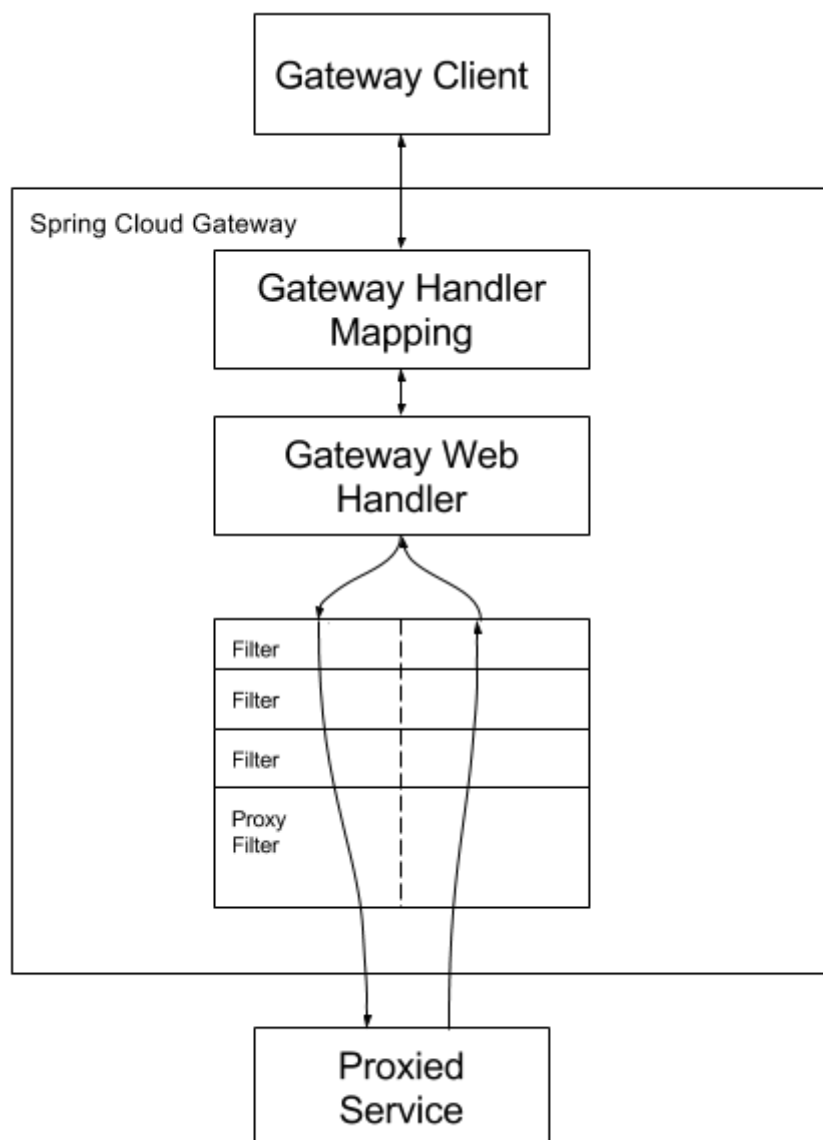 Gateway Client
Spring Cloud Gateway
Gateway Handler
Mapping
Gateway Web
Handler
Filter
Filter
Filter
Proxy
Filter
Proxied
Service